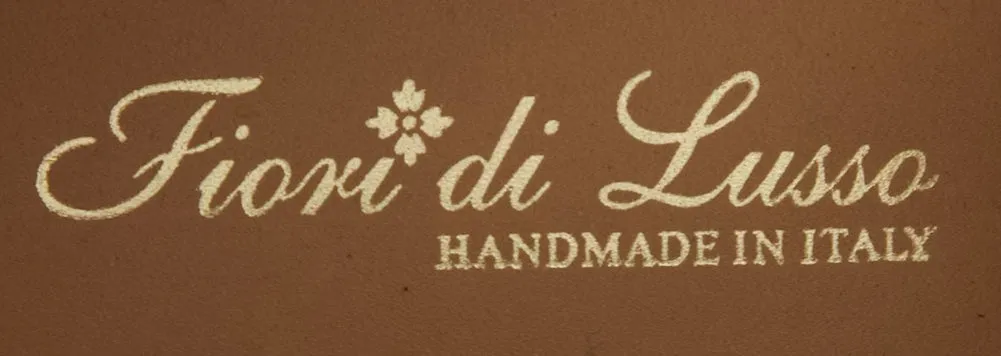 Fiori di Lusso
HANDMADE IN ITALY